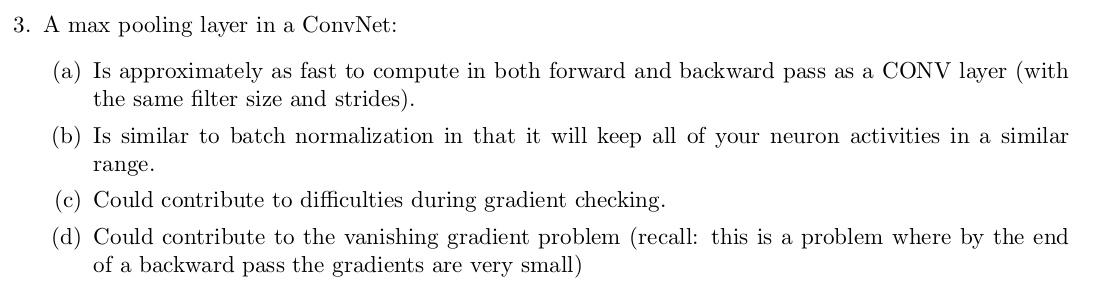 3. A max pooling layer in a ConvNet:
(a) Is approximately as fast to compute in both forward and backward pass as a CONV layer (with
the same filter size and strides).
(b) Is similar to batch normalization in that it will keep all of your neuron activities in a similar
range.
(c) Could contribute to difficulties during gradient checking.
(d) Could contribute to the vanishing gradient problem (recall: this is a problem where by the end
of a backward pass the gradients are very small)